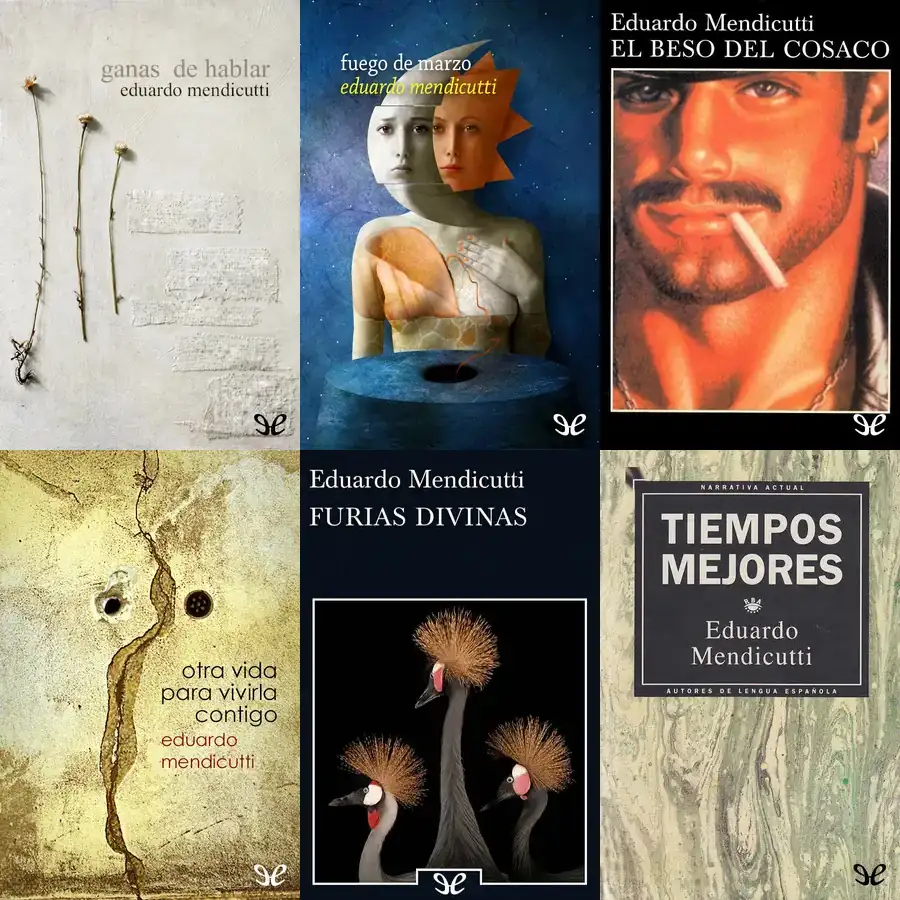 ganas de hablar
eduardo mendicutti
fuego de marzo
eduardo mendicutti
Eduardo Mendicutti
EL BESO DEL COSACO
otra vida
para vivirla
contigo
eduardo
mendicutti
Eduardo Mendicutti
FURIAS DIVINAS
NARRATIVA ACTUAL
TIEMPOS
MEJORES
RBA
Eduardo
Mendicutti
AUTORES DE LENGUA ESPAÑOLA